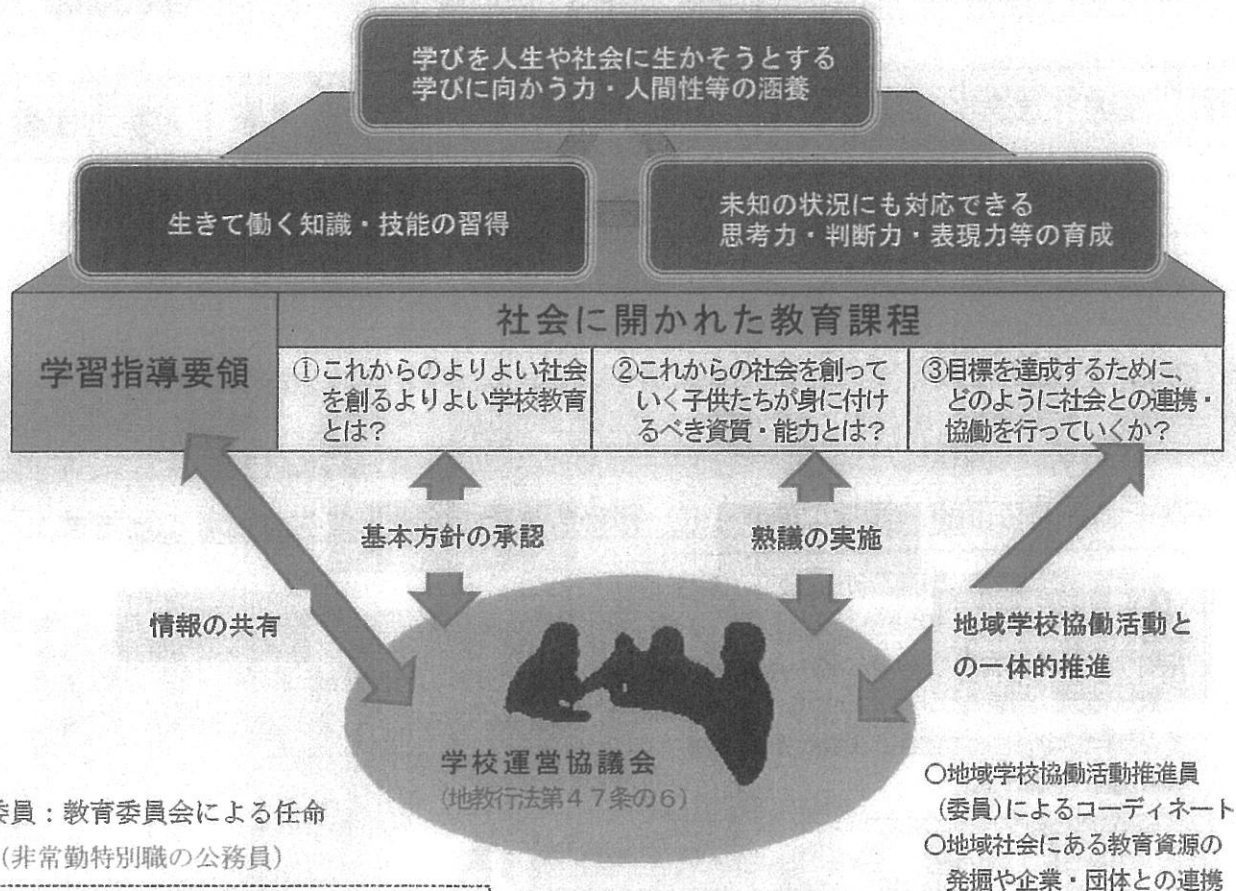 学びを人生や社会に生かそうとする
学びに向かう力・人間性等の涵養
生きて働く知識・技能の習得
未知の状況にも対応できる
思考力・判断力・表現力等の育成
社会に開かれた教育課程
学習指導要領
①これからのよりよい社会
を創るよりよい学校教育
とは?
②これからの社会を創って
いく子供たちが身に付け
るべき資質・能力とは?
③目標を達成するために、
どのように社会との連携・
協働を行っていくか?
基本方針の承認
熟議の実施
情報の共有
地域学校協働活動と
の一体的推進
学校運営協議会
(地教行法第47条の6)
委員:教育委員会による任命
(非常勤特別職の公務員)
○地域学校協働活動推進員
(委員)によるコーディネート
○地域社会にある教育資源の
発掘や企業・団体との連携